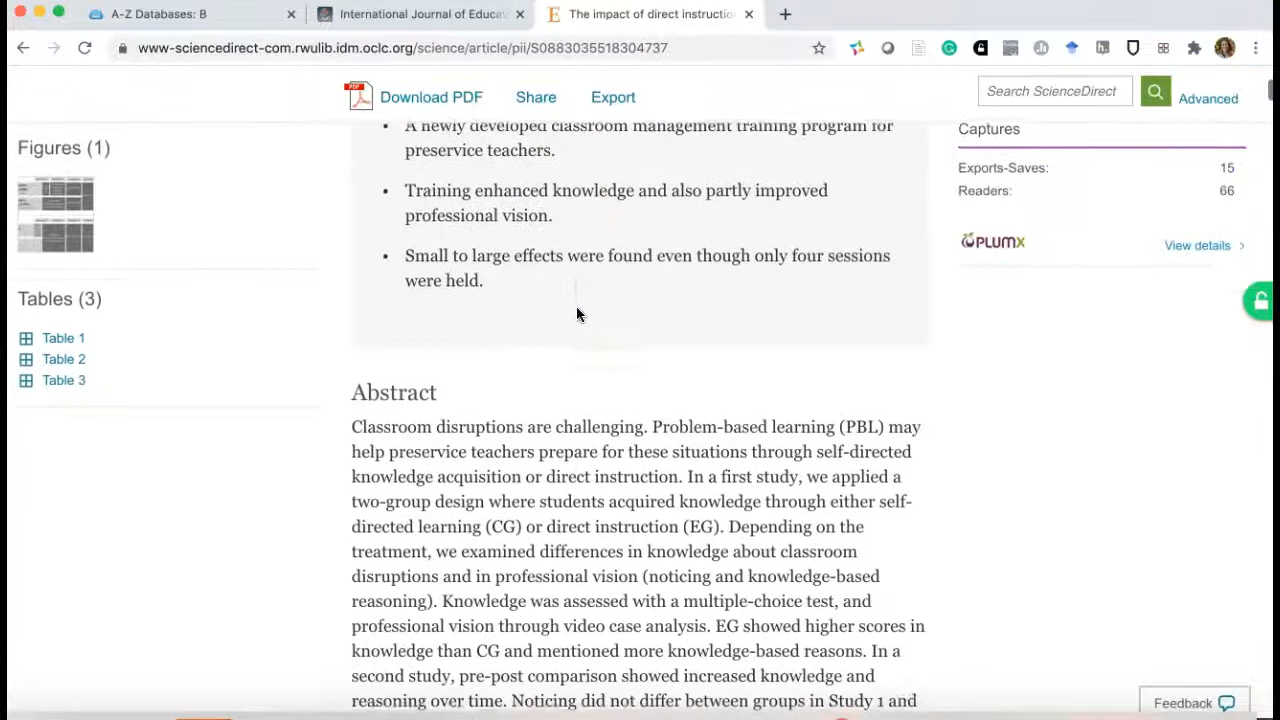 A-Z Databases: B
International Journal of Educat
The impact of direct instructio
www-sciencedirect-com.rwulib.idm.oclc.org/science/article/pii/S0883035518304737
Download PDF
Share
Export
Search ScienceDirect
Advanced
Figures (1)
Tables (3)
Table 1
Table 2
Table 3
• A newly developed classroom management training program for
preservice teachers.
• Training enhanced knowledge and also partly improved
professional vision.
• Small to large effects were found even though only four sessions
were held.
Abstract
Classroom disruptions are challenging. Problem-based learning (PBL) may
help preservice teachers prepare for these situations through self-directed
knowledge acquisition or direct instruction. In a first study, we applied a
two-group design where students acquired knowledge through either self-
directed learning (CG) or direct instruction (EG). Depending on the
treatment, we examined differences in knowledge about classroom
disruptions and in professional vision (noticing and knowledge-based
reasoning). Knowledge was assessed with a multiple-choice test, and
professional vision through video case analysis. EG showed higher scores in
knowledge than CG and mentioned more knowledge-based reasons. In a
second study, pre-post comparison showed increased knowledge and
reasoning over time. Noticing did not differ between groups in Study 1 and
Captures
Exports-Saves: 15
Readers: 66
PLUMX
View details
Feedback